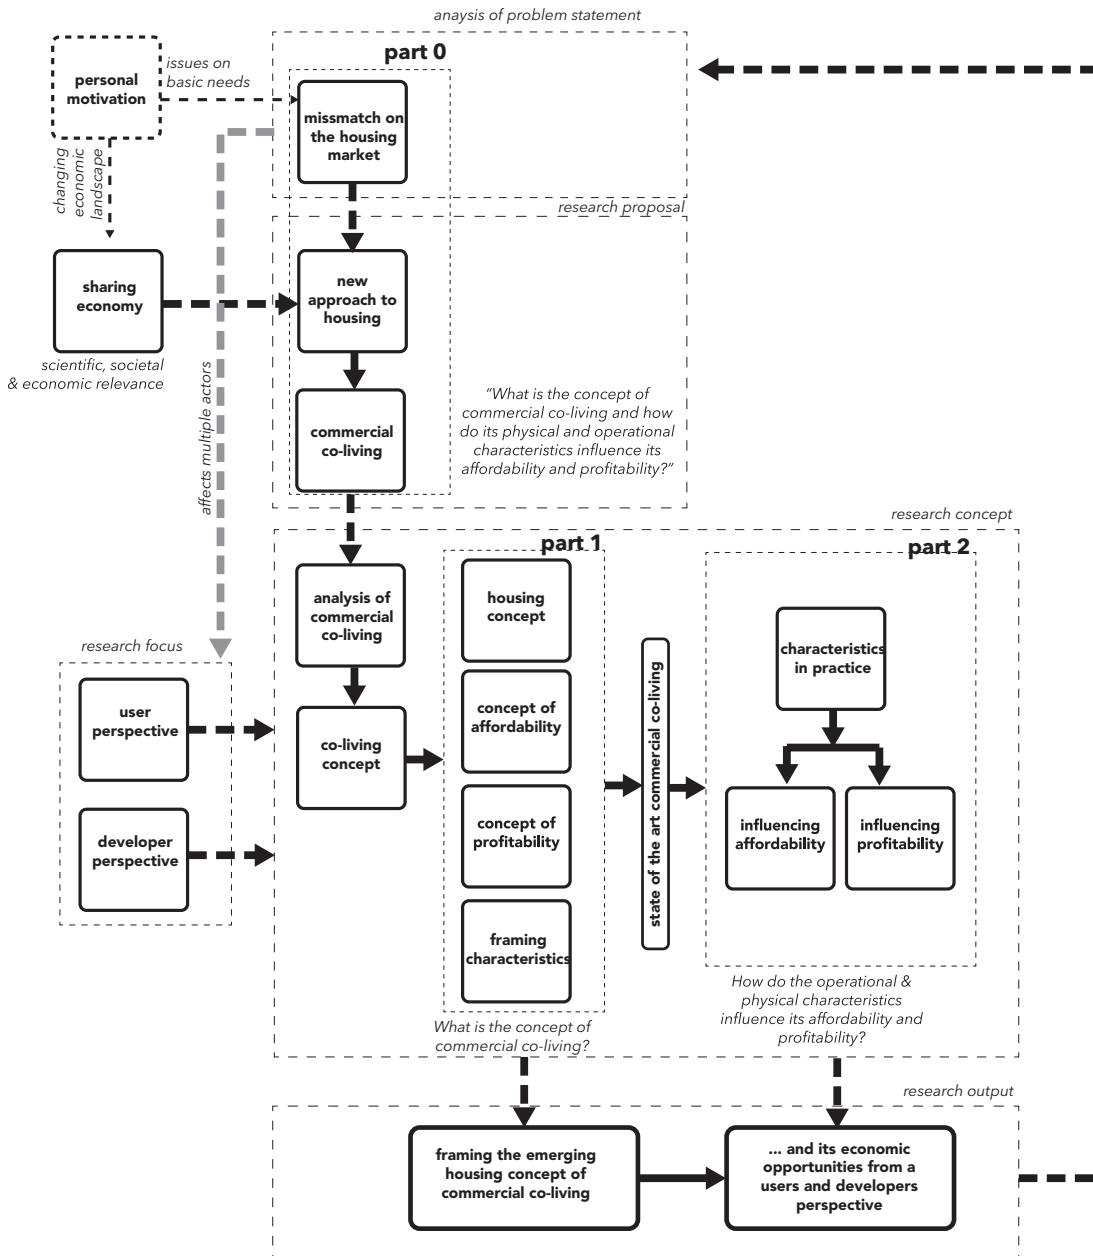 anaysis of problem statement
part 0
personal
motivation
issues on
basic needs
missmatch on
the housing
market
changing
economic
landscape
research proposal
sharing
economy
new
approach to
housing
scientific, societal
& economic relevance
affects multiple actors
commercial
co-living
“What is the concept of
commercial co-living and how
do its physical and operational
characteristics influence its
affordability and profitability?”
research concept
part 1
part 2
analysis of
commercial
co-living
housing
concept
characteristics
in practice
research focus
user
perspective
co-living
concept
concept of
affordability
state of the art commercial co-living
developer
perspective
concept of
profitability
influencing
affordability
influencing
profitability
framing
characteristics
What is the concept of
commercial co-living?
How do the operational &
physical characteristics
influence its affordability and
profitability?
research output
framing the emerging
housing concept of
commercial co-living
... and its economic
opportunities from a
users and developers
perspective